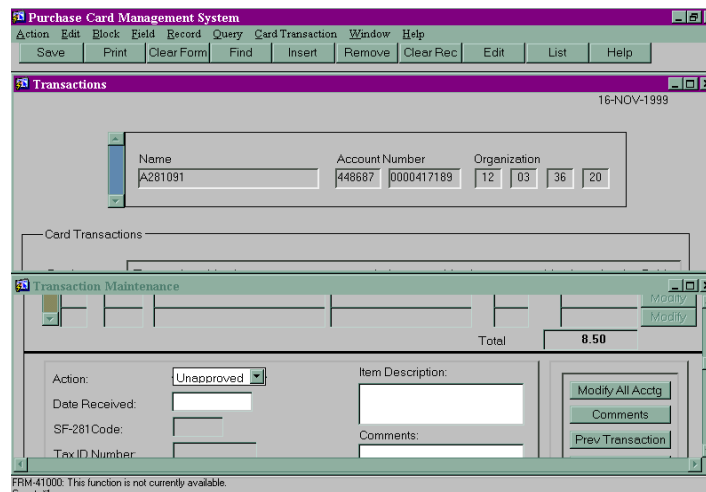 Purchase Card Management System
Action Edit Block Field Record Query Card Transaction Window Help
Save Print Clear Form Find Insert Remove Clear Rec Edit List Help
Transactions
16-NOV-1999
Name Account Number Organization
A281091 448687 0000417189 12 03 36 20
Card Transactions
Transaction Maintenance
Modify
Modify
Total 8.50
Action: Unapproved Item Description:
Modify All Acctg
Date Received:
Comments
SF-281Code: Comments:
Prev Transaction
Tax ID Number:
FRM-41000: This function is not currently available.